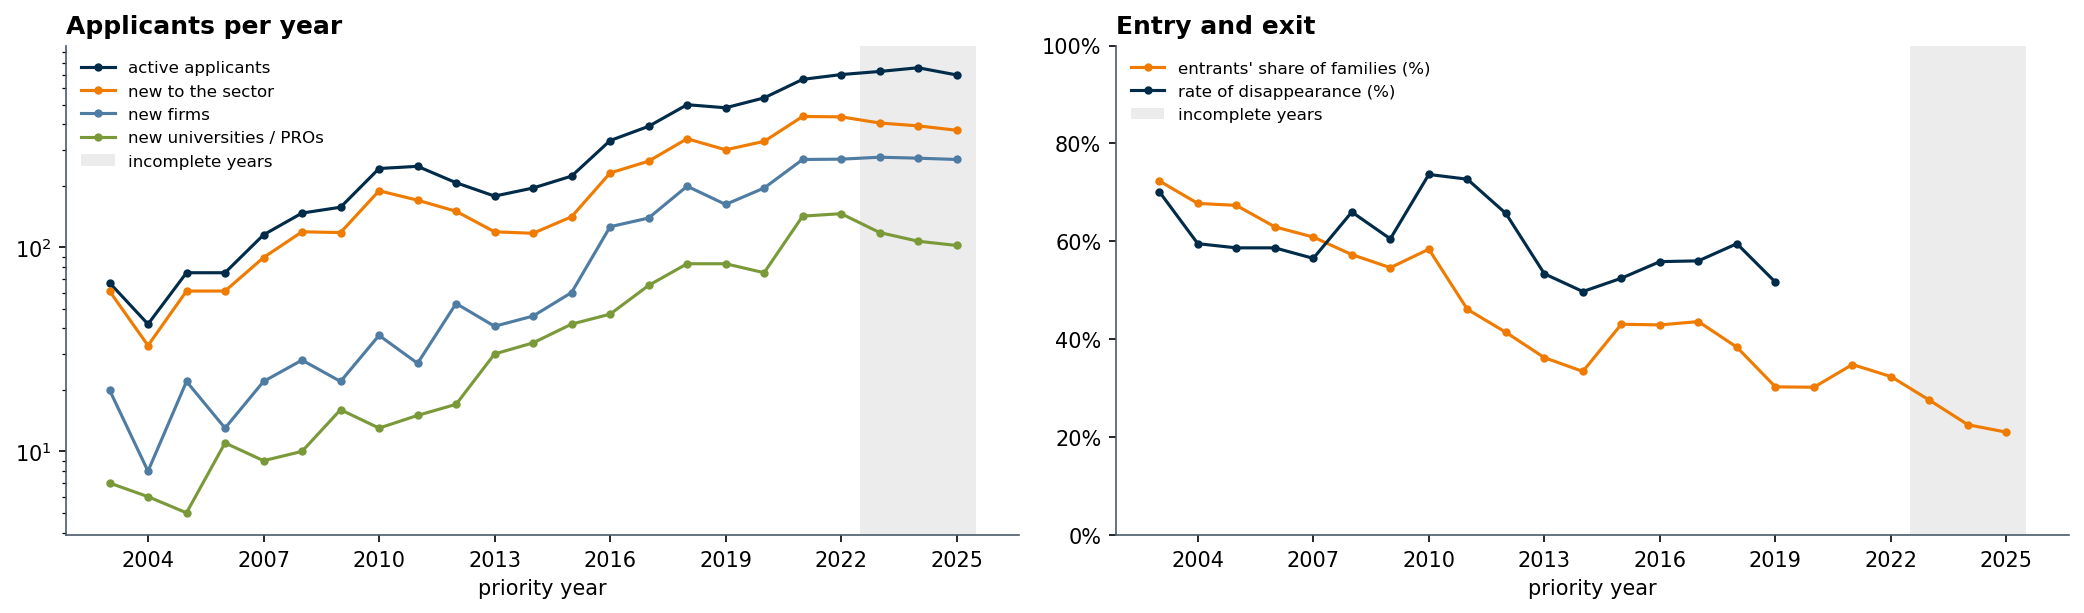 Applicants per year
active applicants
new to the sector
new firms
new universities / PROs
incomplete years
10²
10¹
2004 2007 2010 2013 2016 2019 2022 2025
priority year
Entry and exit
entrants' share of families (%)
rate of disappearance (%)
incomplete years
100%
80%
60%
40%
20%
0%
2004 2007 2010 2013 2016 2019 2022 2025
priority year